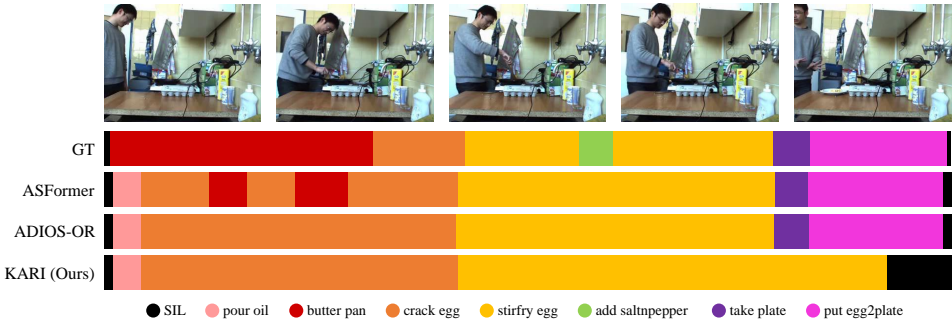 GT
ASFormer
ADIOS-OR
KARI (Ours)
SIL pour oil butter pan crack egg stirfry egg add saltnpepper take plate put egg2plate